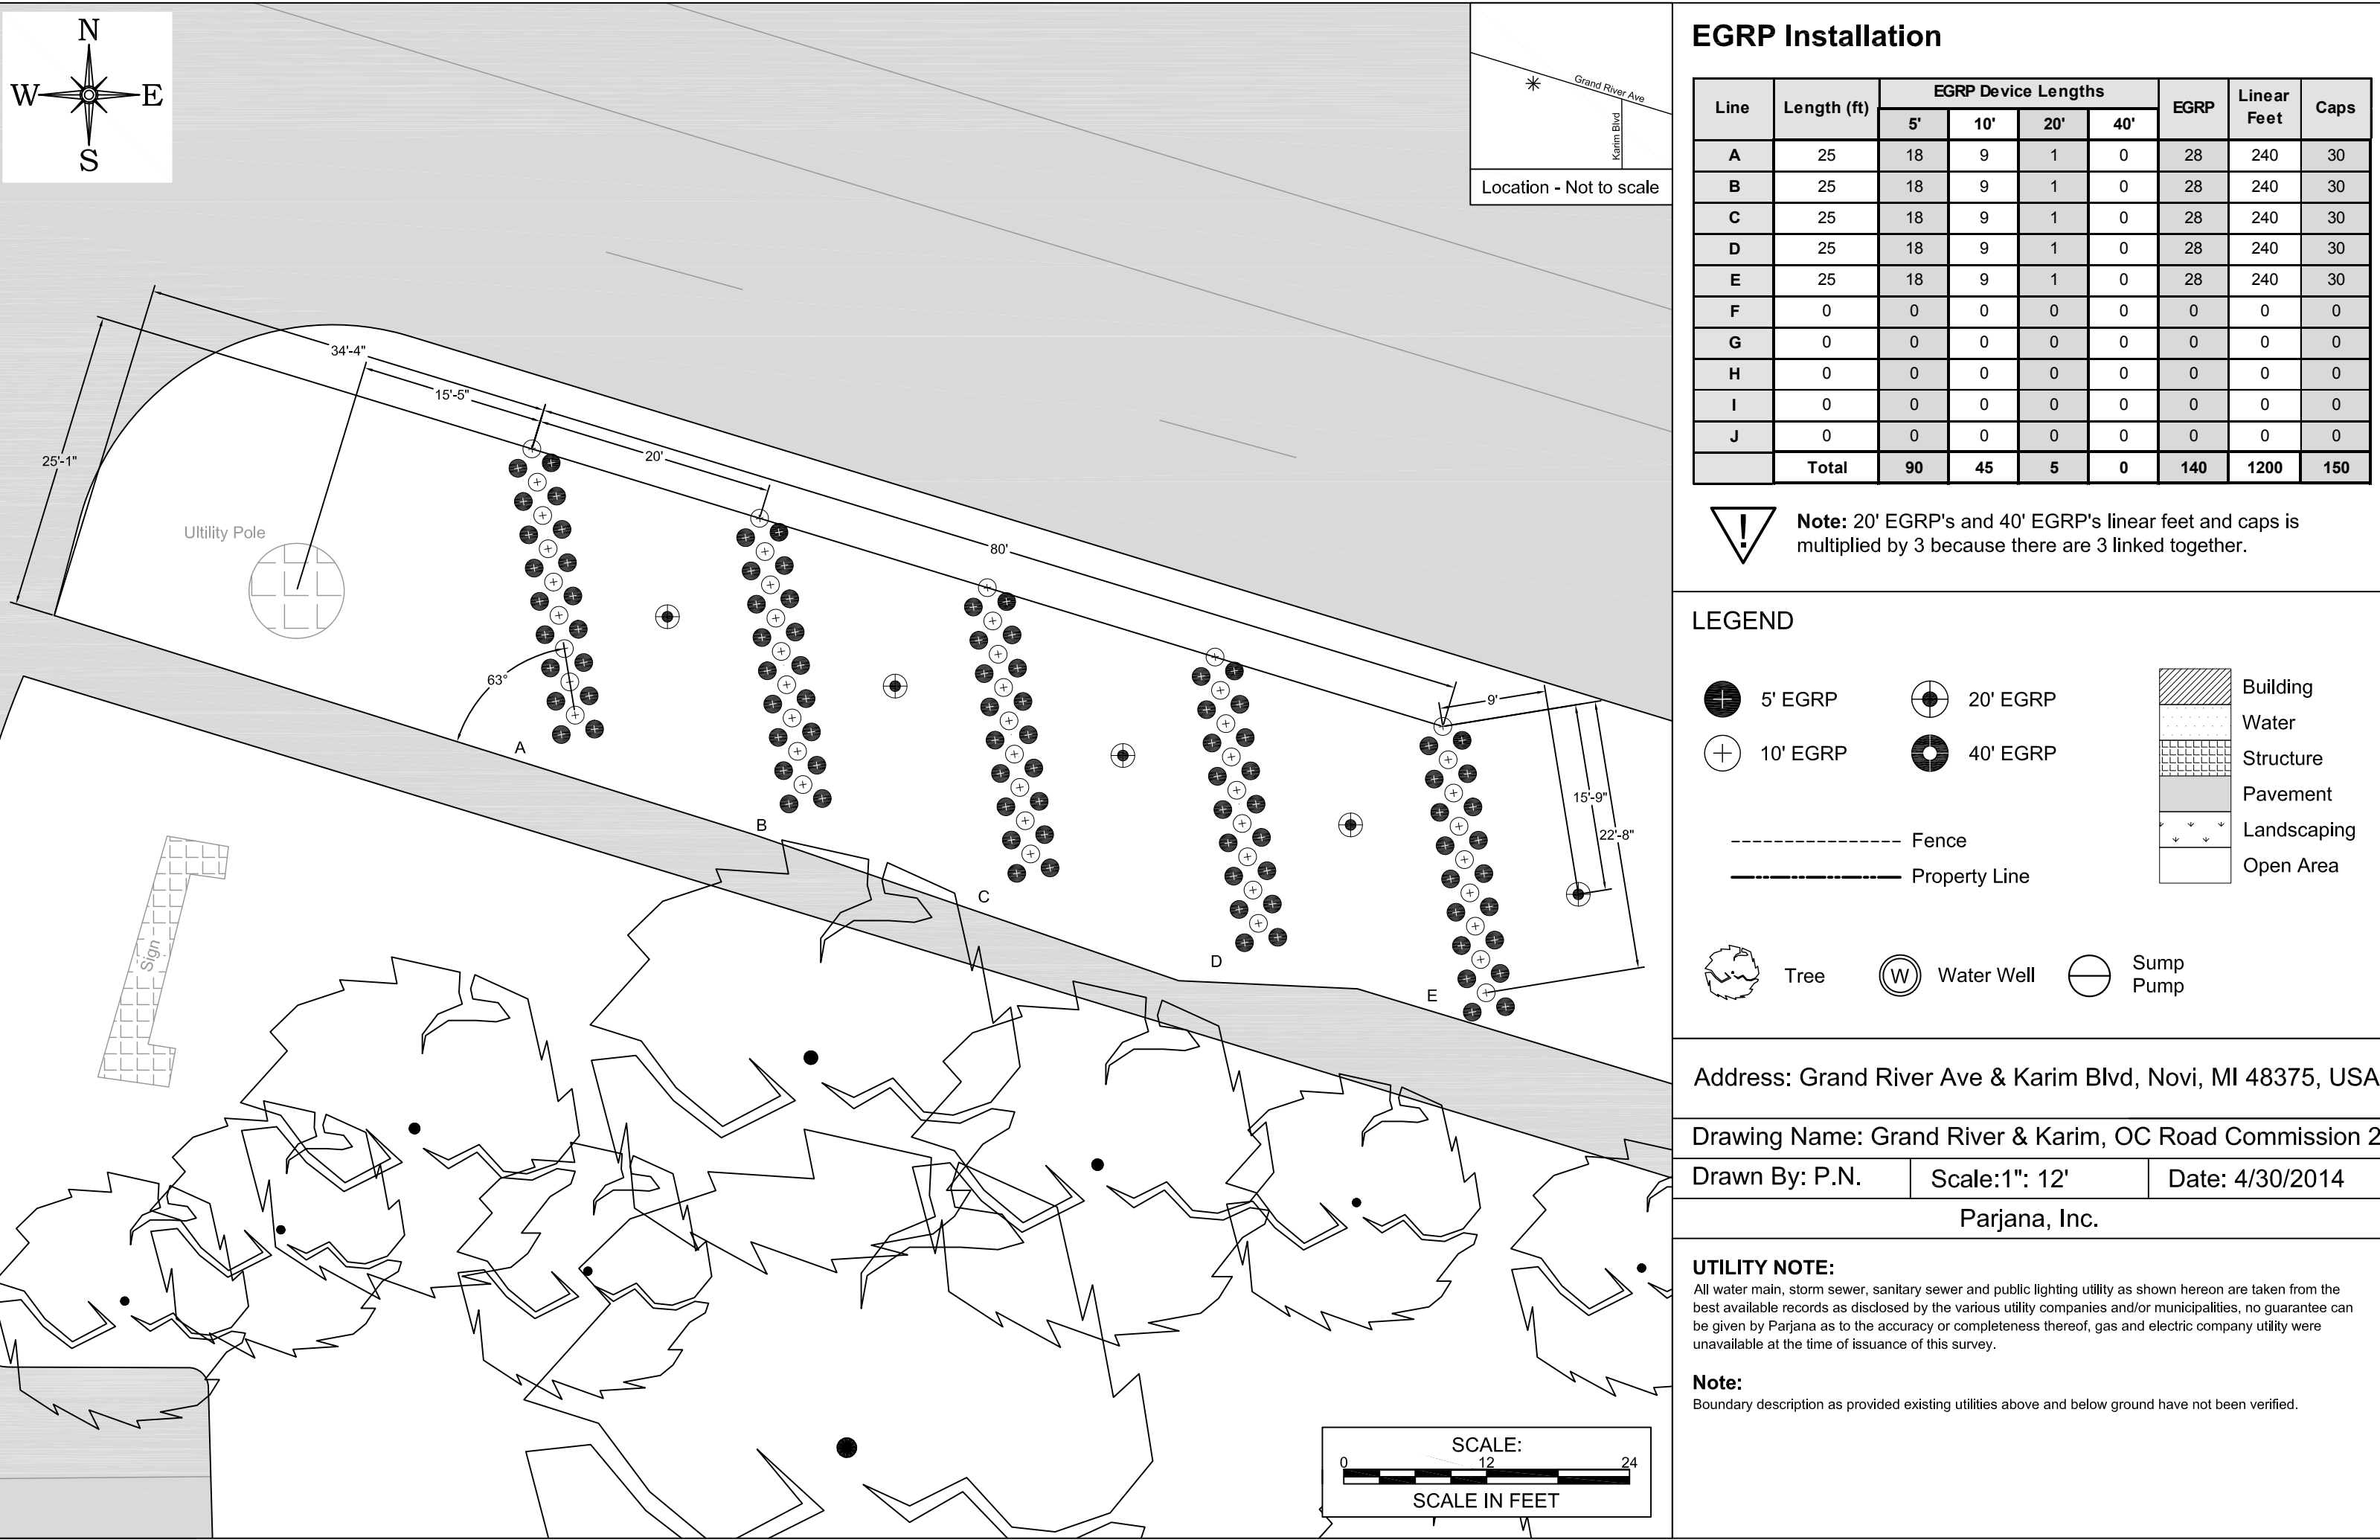 N
W E
S
Grand River Ave
Karim Blvd
Location - Not to scale
34'-4"
15'-5"
20'
80'
25'-1"
Ultility Pole
63°
9'
15'-9"
22'-8"
A
B
C
D
E
Sign
SCALE:
0 12 24
SCALE IN FEET
EGRP Installation
Line Length (ft) EGRP Device Lengths EGRP Linear Feet Caps
5' 10' 20' 40'
A 25 18 9 1 0 28 240 30
B 25 18 9 1 0 28 240 30
C 25 18 9 1 0 28 240 30
D 25 18 9 1 0 28 240 30
E 25 18 9 1 0 28 240 30
F 0 0 0 0 0 0 0 0
G 0 0 0 0 0 0 0 0
H 0 0 0 0 0 0 0 0
I 0 0 0 0 0 0 0 0
J 0 0 0 0 0 0 0 0
Total 90 45 5 0 140 1200 150
!
Note: 20' EGRP's and 40' EGRP's linear feet and caps is
multiplied by 3 because there are 3 linked together.
LEGEND
5' EGRP
20' EGRP
10' EGRP
40' EGRP
Fence
Property Line
Building
Water
Structure
Pavement
Landscaping
Open Area
Tree
W
Water Well
Sump
Pump
Address: Grand River Ave & Karim Blvd, Novi, MI 48375, USA
Drawing Name: Grand River & Karim, OC Road Commission 2
Drawn By: P.N. Scale:1": 12' Date: 4/30/2014
Parjana, Inc.
UTILITY NOTE:
All water main, storm sewer, sanitary sewer and public lighting utility as shown hereon are taken from the
best available records as disclosed by the various utility companies and/or municipalities, no guarantee can
be given by Parjana as to the accuracy or completeness thereof, gas and electric company utility were
unavailable at the time of issuance of this survey.
Note:
Boundary description as provided existing utilities above and below ground have not been verified.